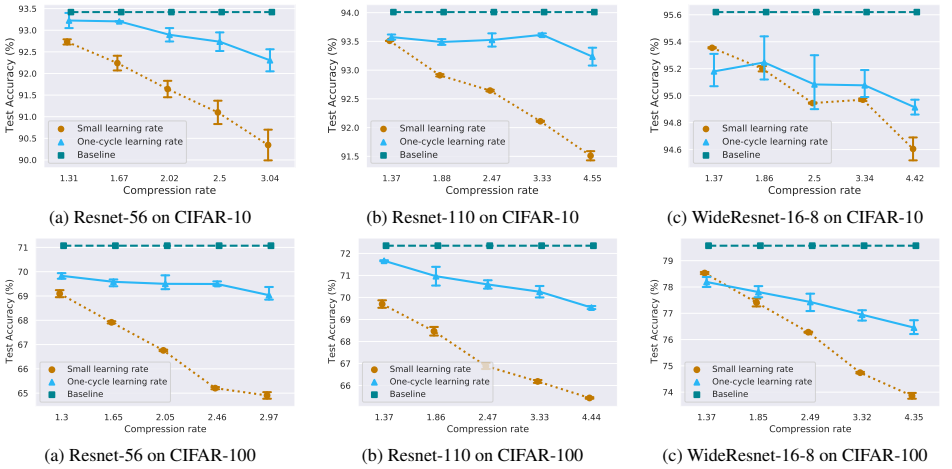 93.5
93.0
92.5
92.0
91.5
91.0
90.5
90.0
Test Accuracy (%)
Small learning rate
One-cycle learning rate
Baseline
1.31 1.67 2.02 2.5 3.04
Compression rate
(a) Resnet-56 on CIFAR-10
94.0
93.5
93.0
92.5
92.0
91.5
Test Accuracy (%)
Small learning rate
One-cycle learning rate
Baseline
1.37 1.88 2.47 3.33 4.55
Compression rate
(b) Resnet-110 on CIFAR-10
95.6
95.4
95.2
95.0
94.8
94.6
Test Accuracy (%)
Small learning rate
One-cycle learning rate
Baseline
1.37 1.86 2.5 3.34 4.42
Compression rate
(c) WideResnet-16-8 on CIFAR-10
71
70
69
68
67
66
65
Test Accuracy (%)
Small learning rate
One-cycle learning rate
Baseline
1.3 1.65 2.05 2.46 2.97
Compression rate
(a) Resnet-56 on CIFAR-100
72
71
70
69
68
67
66
Test Accuracy (%)
Small learning rate
One-cycle learning rate
Baseline
1.37 1.86 2.47 3.33 4.44
Compression rate
(b) Resnet-110 on CIFAR-100
79
78
77
76
75
74
Test Accuracy (%)
Small learning rate
One-cycle learning rate
Baseline
1.37 1.85 2.49 3.32 4.35
Compression rate
(c) WideResnet-16-8 on CIFAR-100